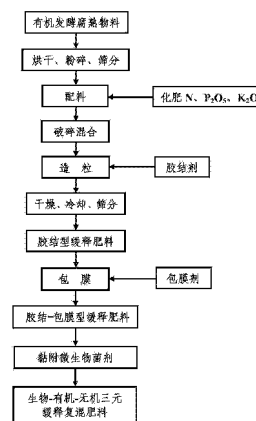 有机发酵腐熟物料
烘干、粉碎、筛分
配料
化肥 N、P₂O₅、K₂O
破碎混合
造 粒
胶结剂
干燥、冷却、筛分
胶结型缓释肥料
包 膜
包膜剂
胶结-包膜型缓释肥料
黏附微生物菌剂
生物-有机-无机三元
缓释复混肥料